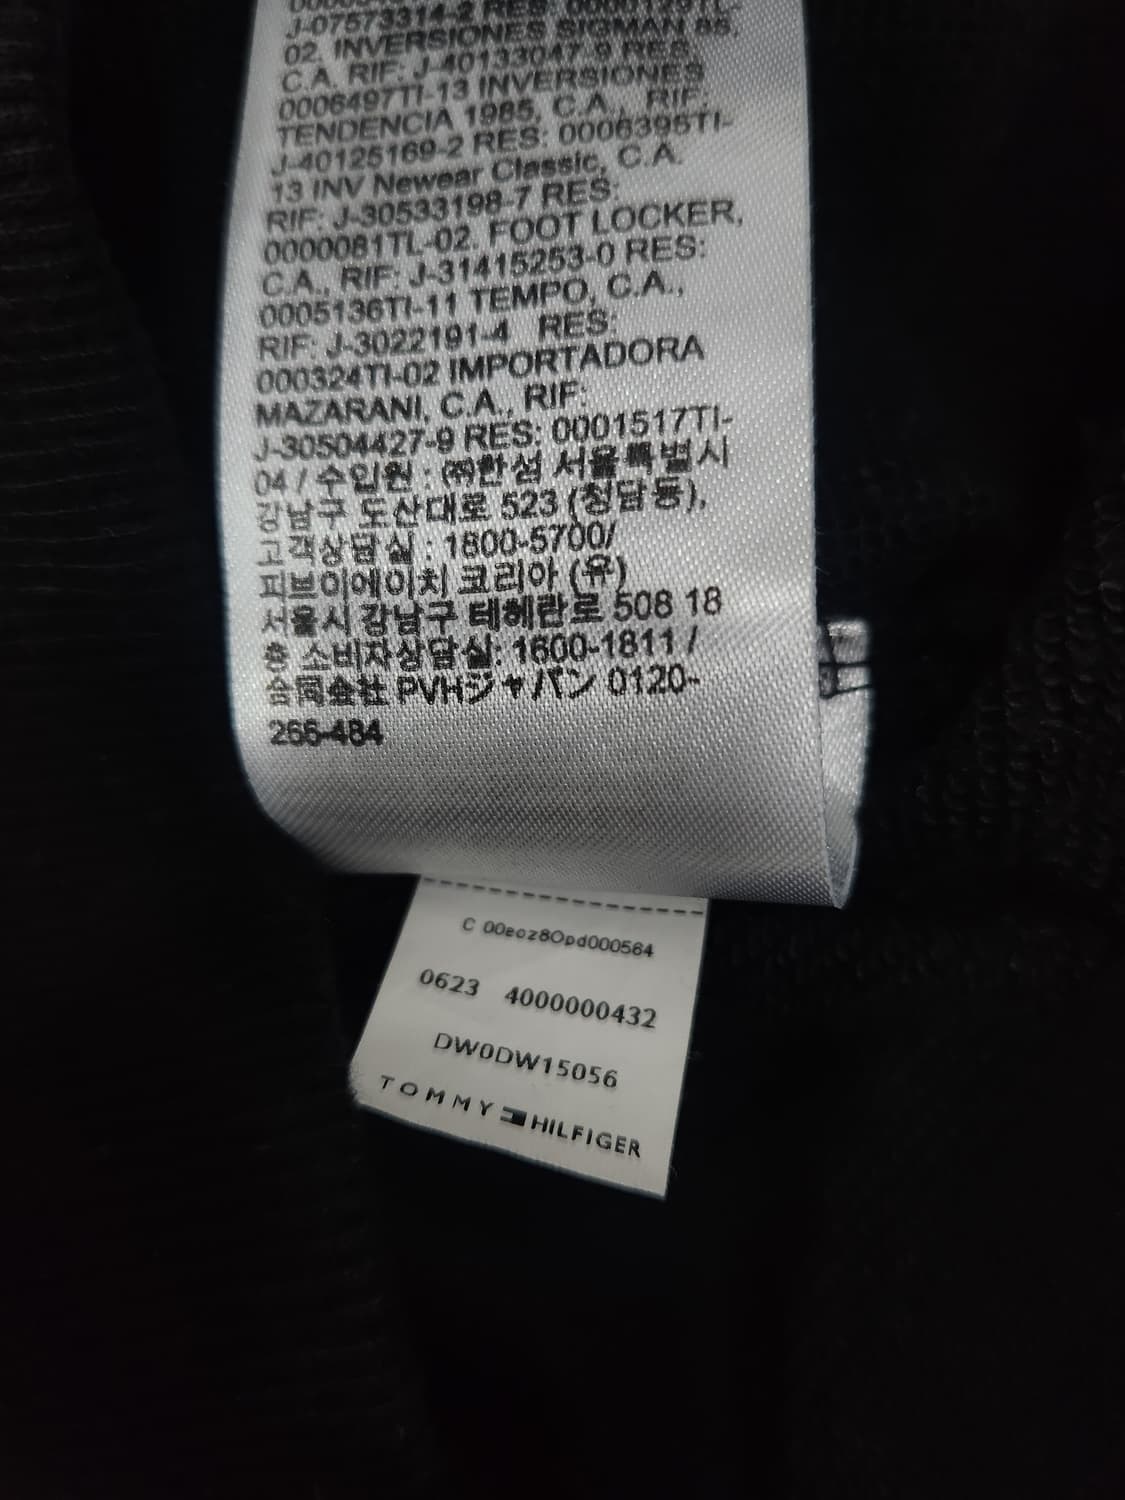 J-07573314-2 RES: 0000129TL-
02. INVERSIONES SIGMAN 85,
C.A. RIF: J-40133047-9 RES:
0006497TI-13 INVERSIONES
TENDENCIA 1985, C.A., RIF:
J-40125169-2 RES: 0006395TI-
13 INV Newear Classic, C.A.
RIF: J-30533198-7 RES:
0000081TL-02. FOOT LOCKER,
C.A., RIF: J-31415253-0 RES:
0005136TI-11 TEMPO, C.A.,
RIF: J-3022191-4 RES:
000324TI-02 IMPORTADORA
MAZARANI, C.A., RIF:
J-30504427-9 RES: 0001517TI-
04 / 수입원 : ㈜한섬 서울특별시
강남구 도산대로 523 (청담동),
고객상담실 : 1800-5700/
피브이에이치 코리아 (유)
서울시 강남구 테헤란로 508 18
층 소비자상담실: 1600-1811 /
合同会社 PVHジャパン 0120-
266-484
C 00eoz8Opd000564
0623 4000000432
DW0DW15056
TOMMY HILFIGER